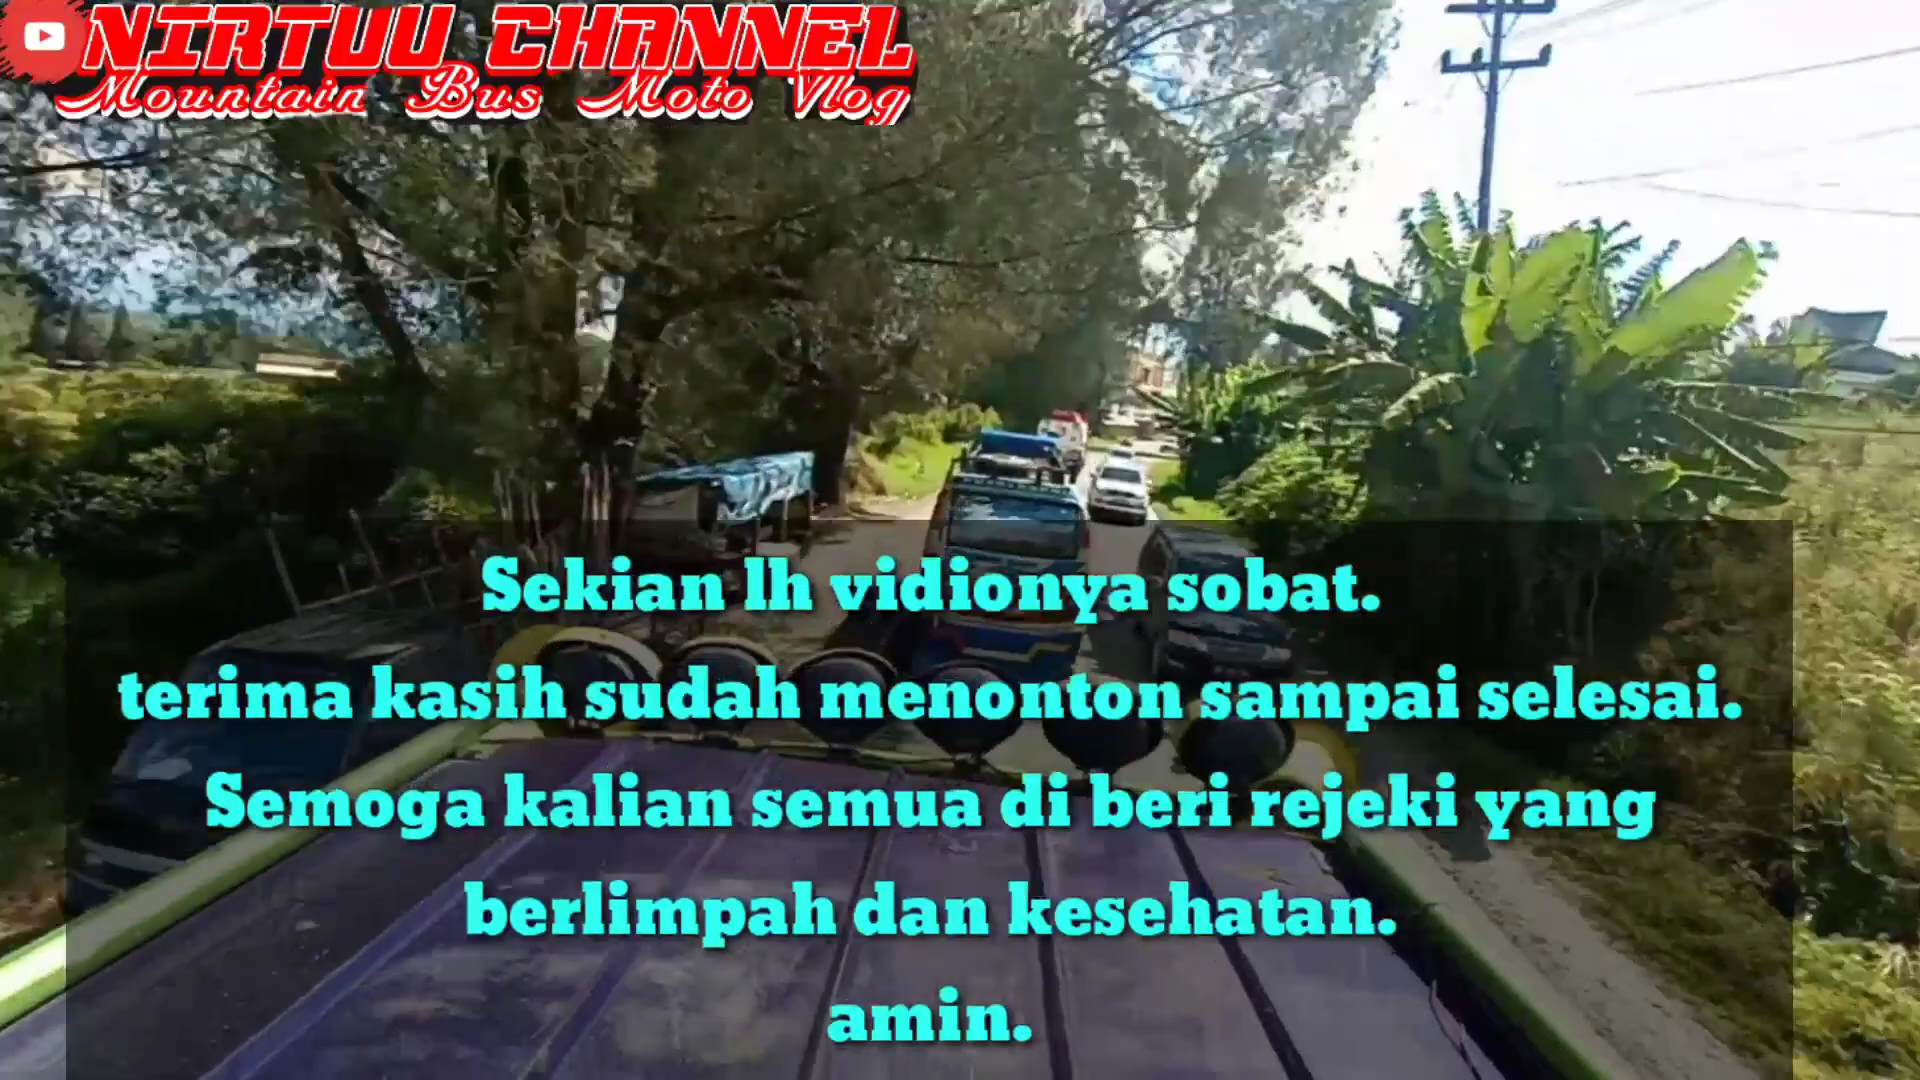 NIRTUU CHANNEL
Mountain Bus Moto Vlog
Sekian lh vidionya sobat.
terima kasih sudah menonton sampai selesai.
Semoga kalian semua di beri rejeki yang
berlimpah dan kesehatan.
amin.